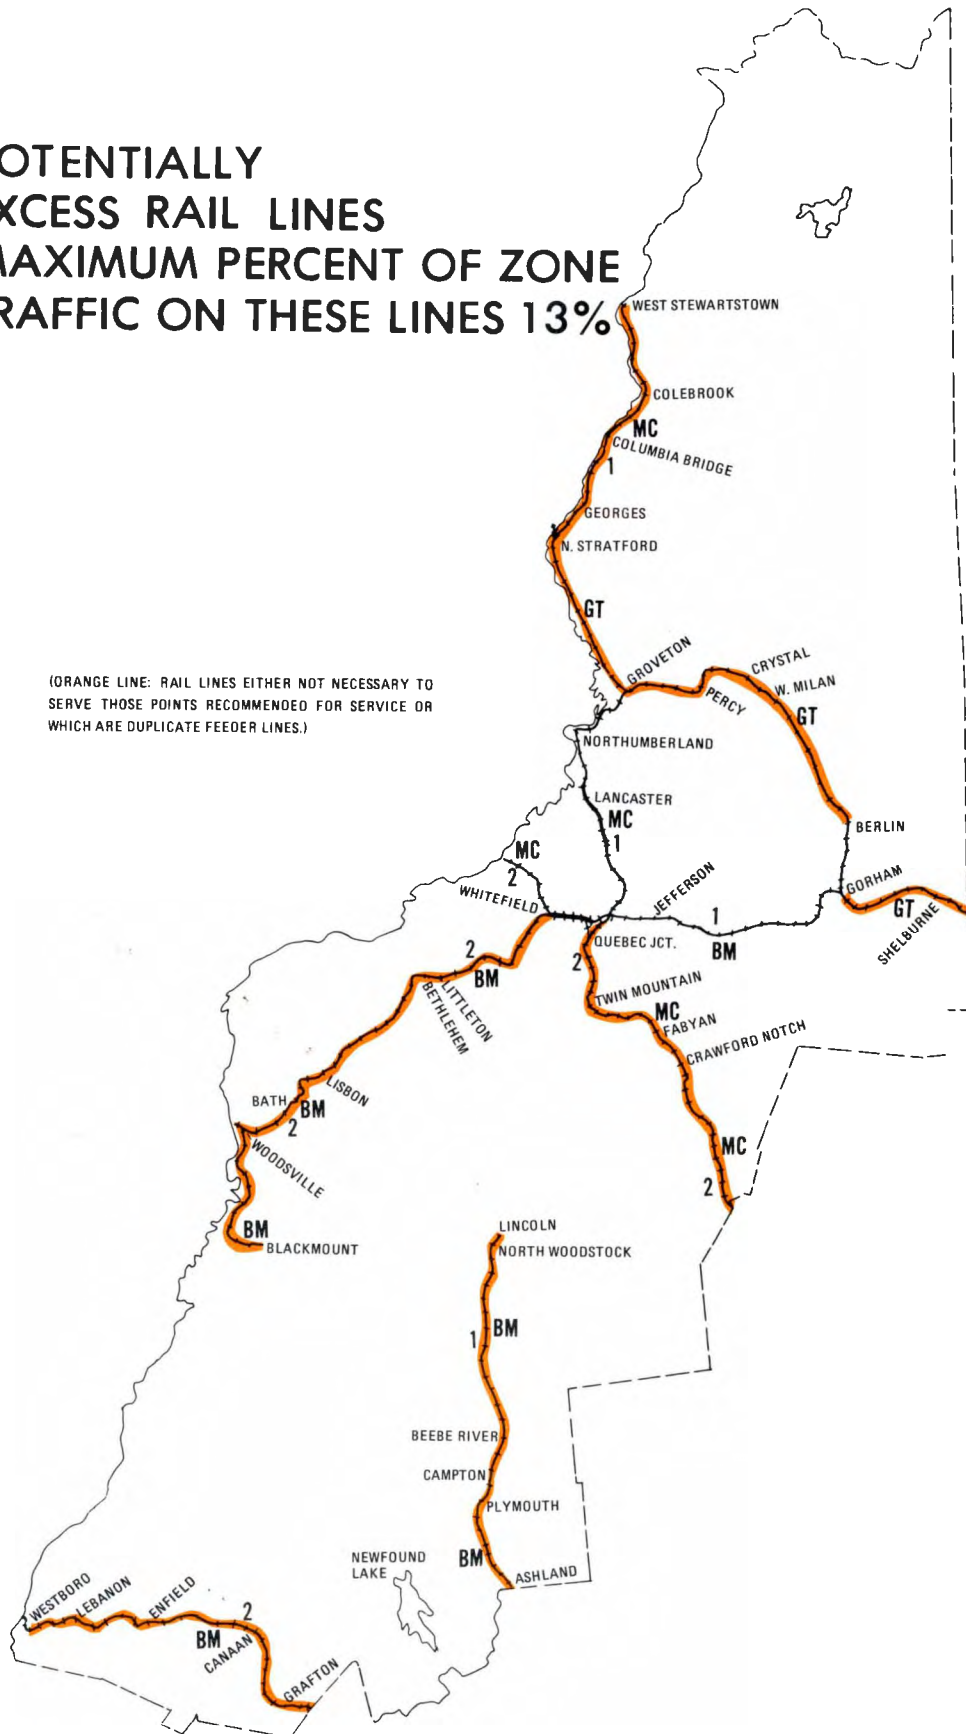 OTENTIALLY
XCESS RAIL LINES
MAXIMUM PERCENT OF ZONE
RAFFIC ON THESE LINES 13%
WEST STEWARTSTOWN
COLEBROOK
MC
COLUMBIA BRIDGE
1
GEORGES
N. STRATFORD
GT
(ORANGE LINE: RAIL LINES EITHER NOT NECESSARY TO
SERVE THOSE POINTS RECOMMENDED FOR SERVICE OR
WHICH ARE DUPLICATE FEEDER LINES.)
GROVETON
CRYSTAL
PERCY
W. MILAN
GT
NORTHUMBERLAND
LANCASTER
MC
1
BERLIN
MC
2
WHITEFIELD
JEFFERSON
GORHAM
1
GT
SHELBURNE
QUEBEC JCT.
BM
2
BM
2
LITTLETON
BETHLEHEM
TWIN MOUNTAIN
MC
FABYAN
CRAWFORD NOTCH
LISBON
BATH
BM
2
WOODSVILLE
MC
2
BM
BLACKMOUNT
LINCOLN
NORTH WOODSTOCK
BM
1
BEEBE RIVER
CAMPTON
PLYMOUTH
BM
ASHLAND
NEWFOUND
LAKE
WESTBORO
LEBANON
ENFIELD
2
BM
CANAAN
GRAFTON